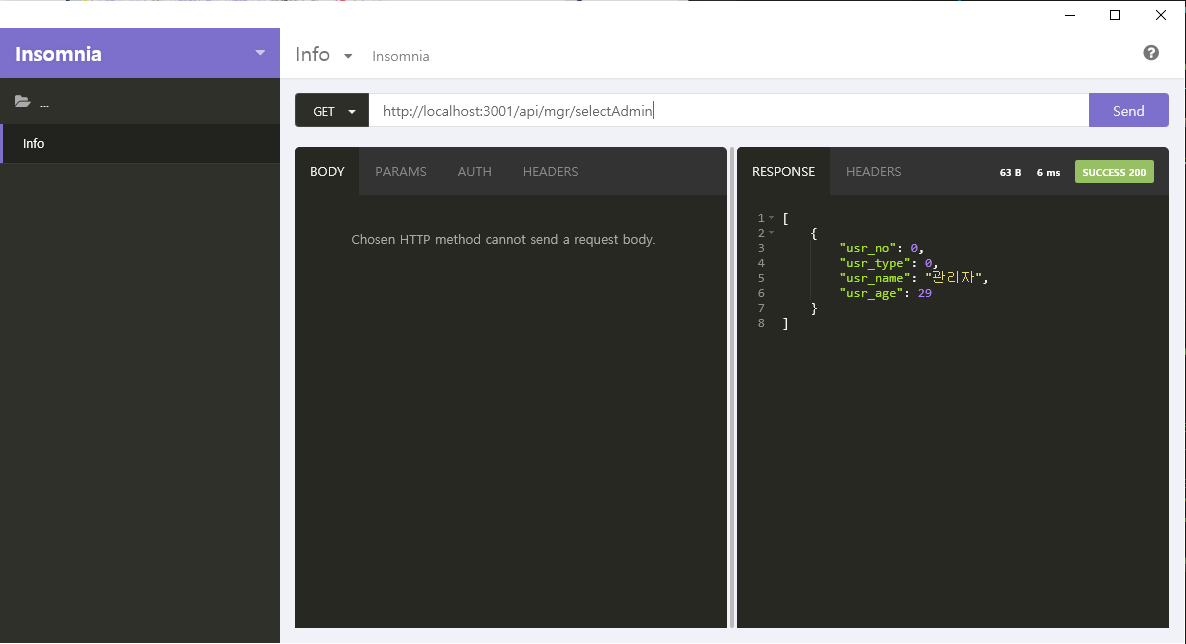 Insomnia
...
Info
Info
Insomnia
GET
http://localhost:3001/api/mgr/selectAdmin
Send
BODY PARAMS AUTH HEADERS
Chosen HTTP method cannot send a request body.
RESPONSE HEADERS 63 B 6 ms SUCCESS 200
1 [
2 {
3 "usr_no": 0,
4 "usr_type": 0,
5 "usr_name": "관리자",
6 "usr_age": 29
7 }
8 ]